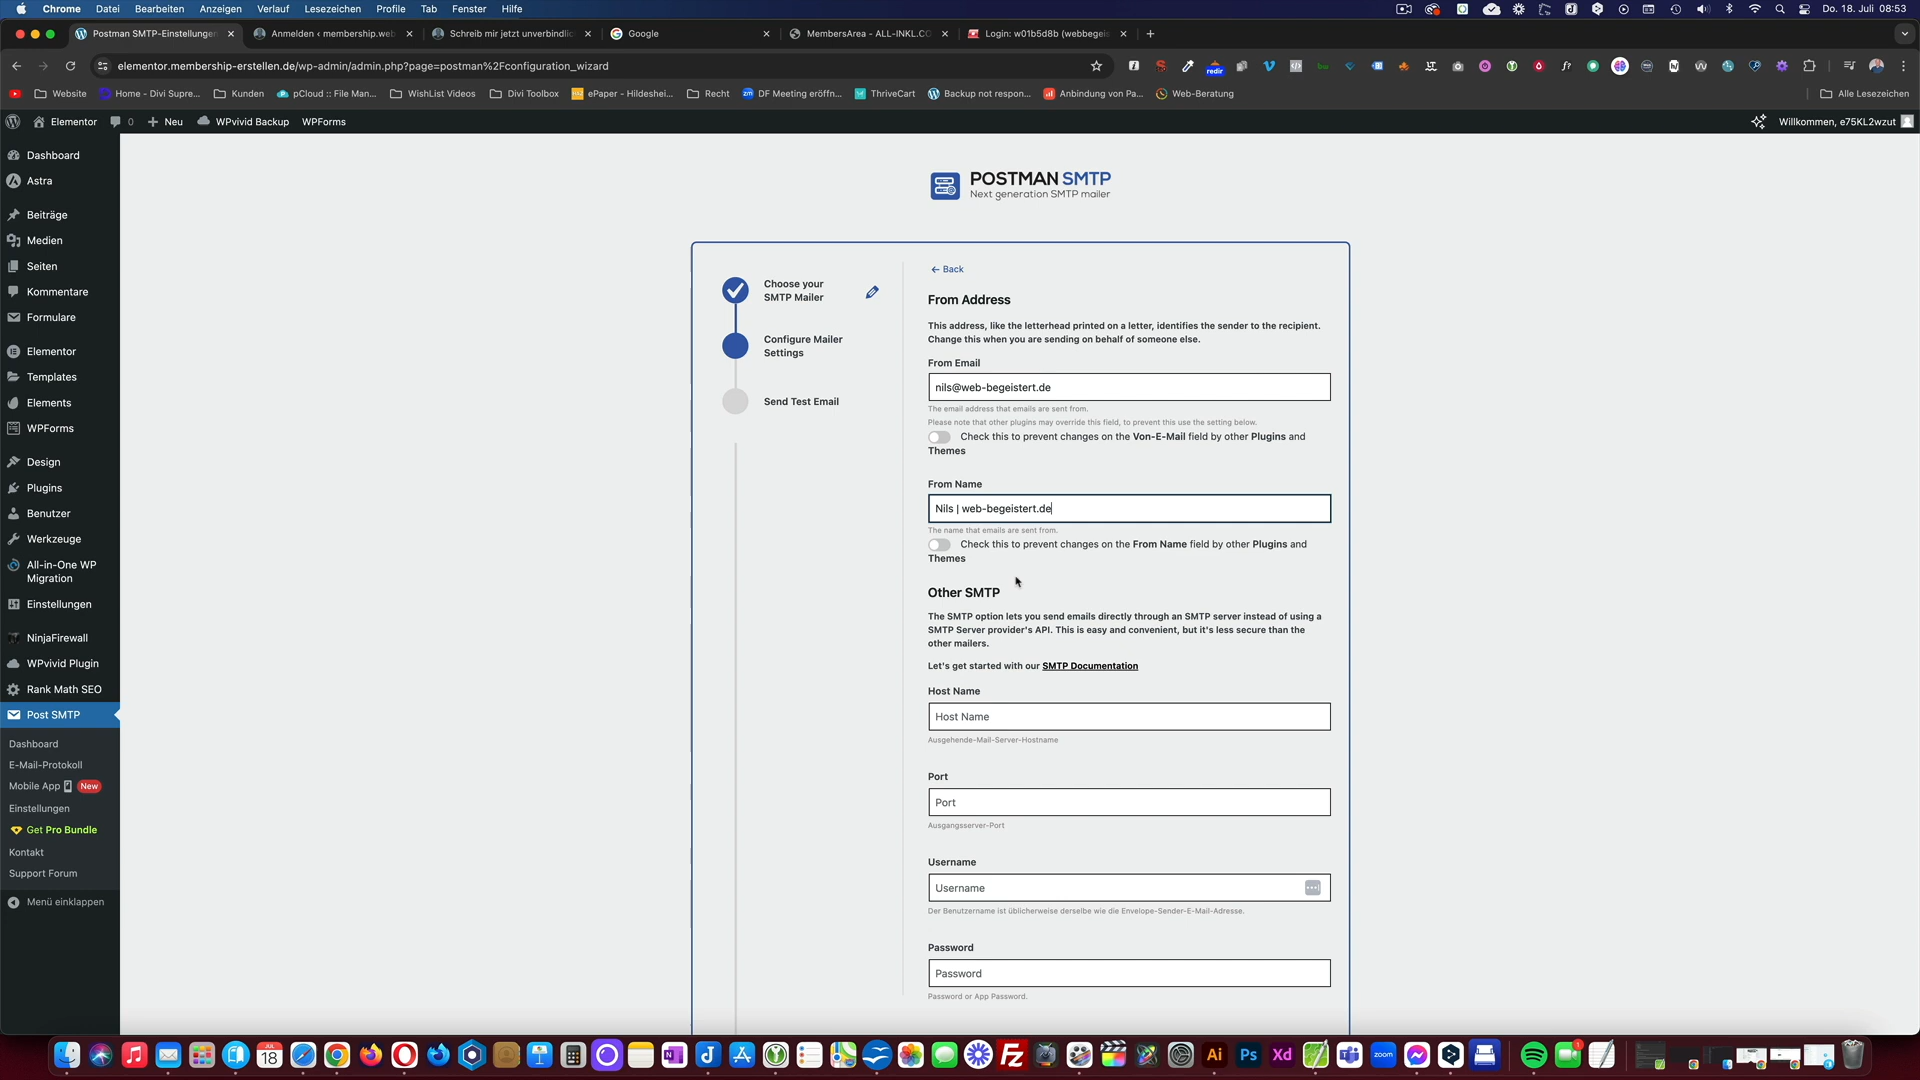 Chrome Datei Bearbeiten Anzeigen Verlauf Lesezeichen Profile Tab Fenster Hilfe Do. 18. Juli 08:53
Postman SMTP-Einstellungen Anmelden ‹ membership.web Schreib mir jetzt unverbindlic Google MembersArea - ALL-INKL.CO Login: w01b5d8b (webbegei
elementor.membership-erstellen.de/wp-admin/admin.php?page=postman%2Fconfiguration_wizard
Website Home - Divi Supre... Kunden pCloud :: File Man... WishList Videos Divi Toolbox ePaper - Hildeshei... Recht DF Meeting eröffn... ThriveCart Backup not respon... Anbindung von Pa... Web-Beratung Alle Lesezeichen
Elementor 0 Neu WPvivid Backup WPForms Willkommen, e75KL2wzut
Dashboard
Astra
Beiträge
Medien
Seiten
Kommentare
Formulare
Elementor
Templates
Elements
WPForms
Design
Plugins
Benutzer
Werkzeuge
All-in-One WP
Migration
Einstellungen
NinjaFirewall
WPvivid Plugin
Rank Math SEO
Post SMTP
Dashboard
E-Mail-Protokoll
Mobile App New
Einstellungen
Get Pro Bundle
Kontakt
Support Forum
Menü einklappen
POSTMAN SMTP
Next generation SMTP mailer
Choose your
SMTP Mailer
Configure Mailer
Settings
Send Test Email
← Back
From Address
This address, like the letterhead printed on a letter, identifies the sender to the recipient.
Change this when you are sending on behalf of someone else.
From Email
nils@web-begeistert.de
The email address that emails are sent from.
Please note that other plugins may override this field, to prevent this use the setting below.
Check this to prevent changes on the Von-E-Mail field by other Plugins and
Themes
From Name
Nils | web-begeistert.de
The name that emails are sent from.
Check this to prevent changes on the From Name field by other Plugins and
Themes
Other SMTP
The SMTP option lets you send emails directly through an SMTP server instead of using a
SMTP Server provider's API. This is easy and convenient, but it's less secure than the
other mailers.
Let's get started with our SMTP Documentation
Host Name
Host Name
Ausgehende-Mail-Server-Hostname
Port
Port
Ausgangsserver-Port
Username
Username
Der Benutzername ist üblicherweise derselbe wie die Envelope-Sender-E-Mail-Adresse.
Password
Password
Password or App Password.